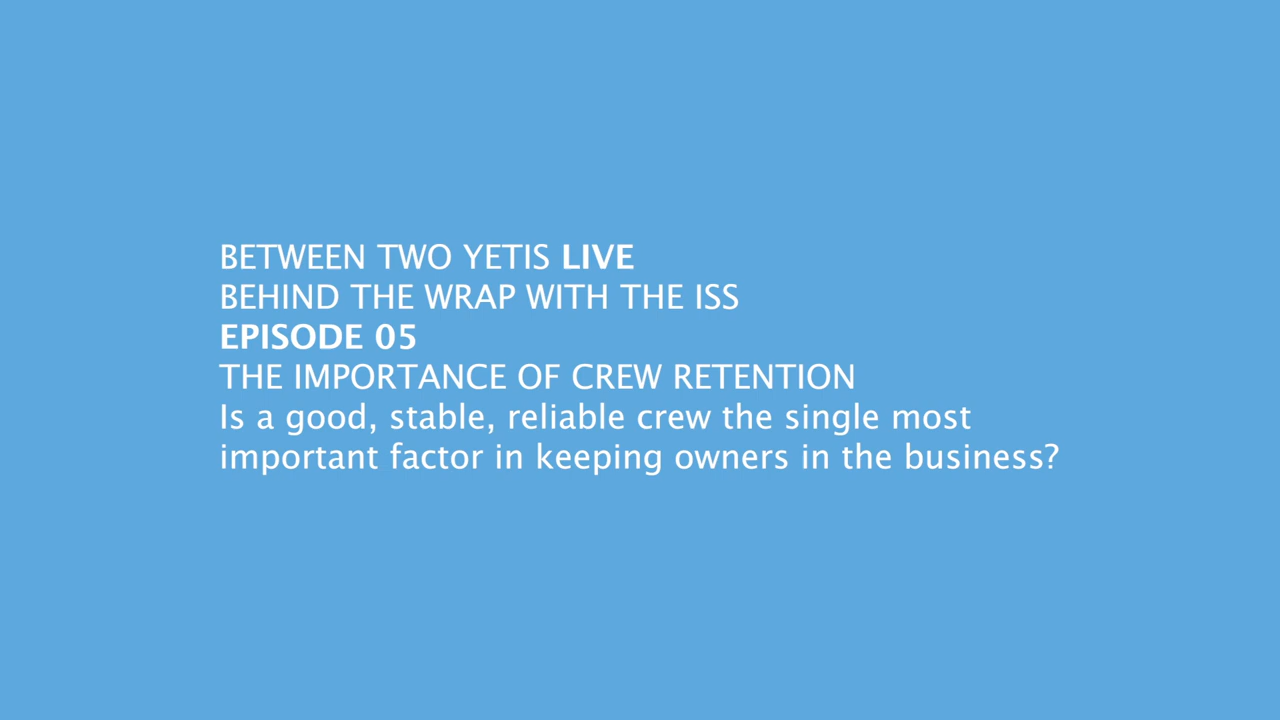 BETWEEN TWO YETIS LIVE
BEHIND THE WRAP WITH THE ISS
EPISODE 05
THE IMPORTANCE OF CREW RETENTION
Is a good, stable, reliable crew the single most
important factor in keeping owners in the business?